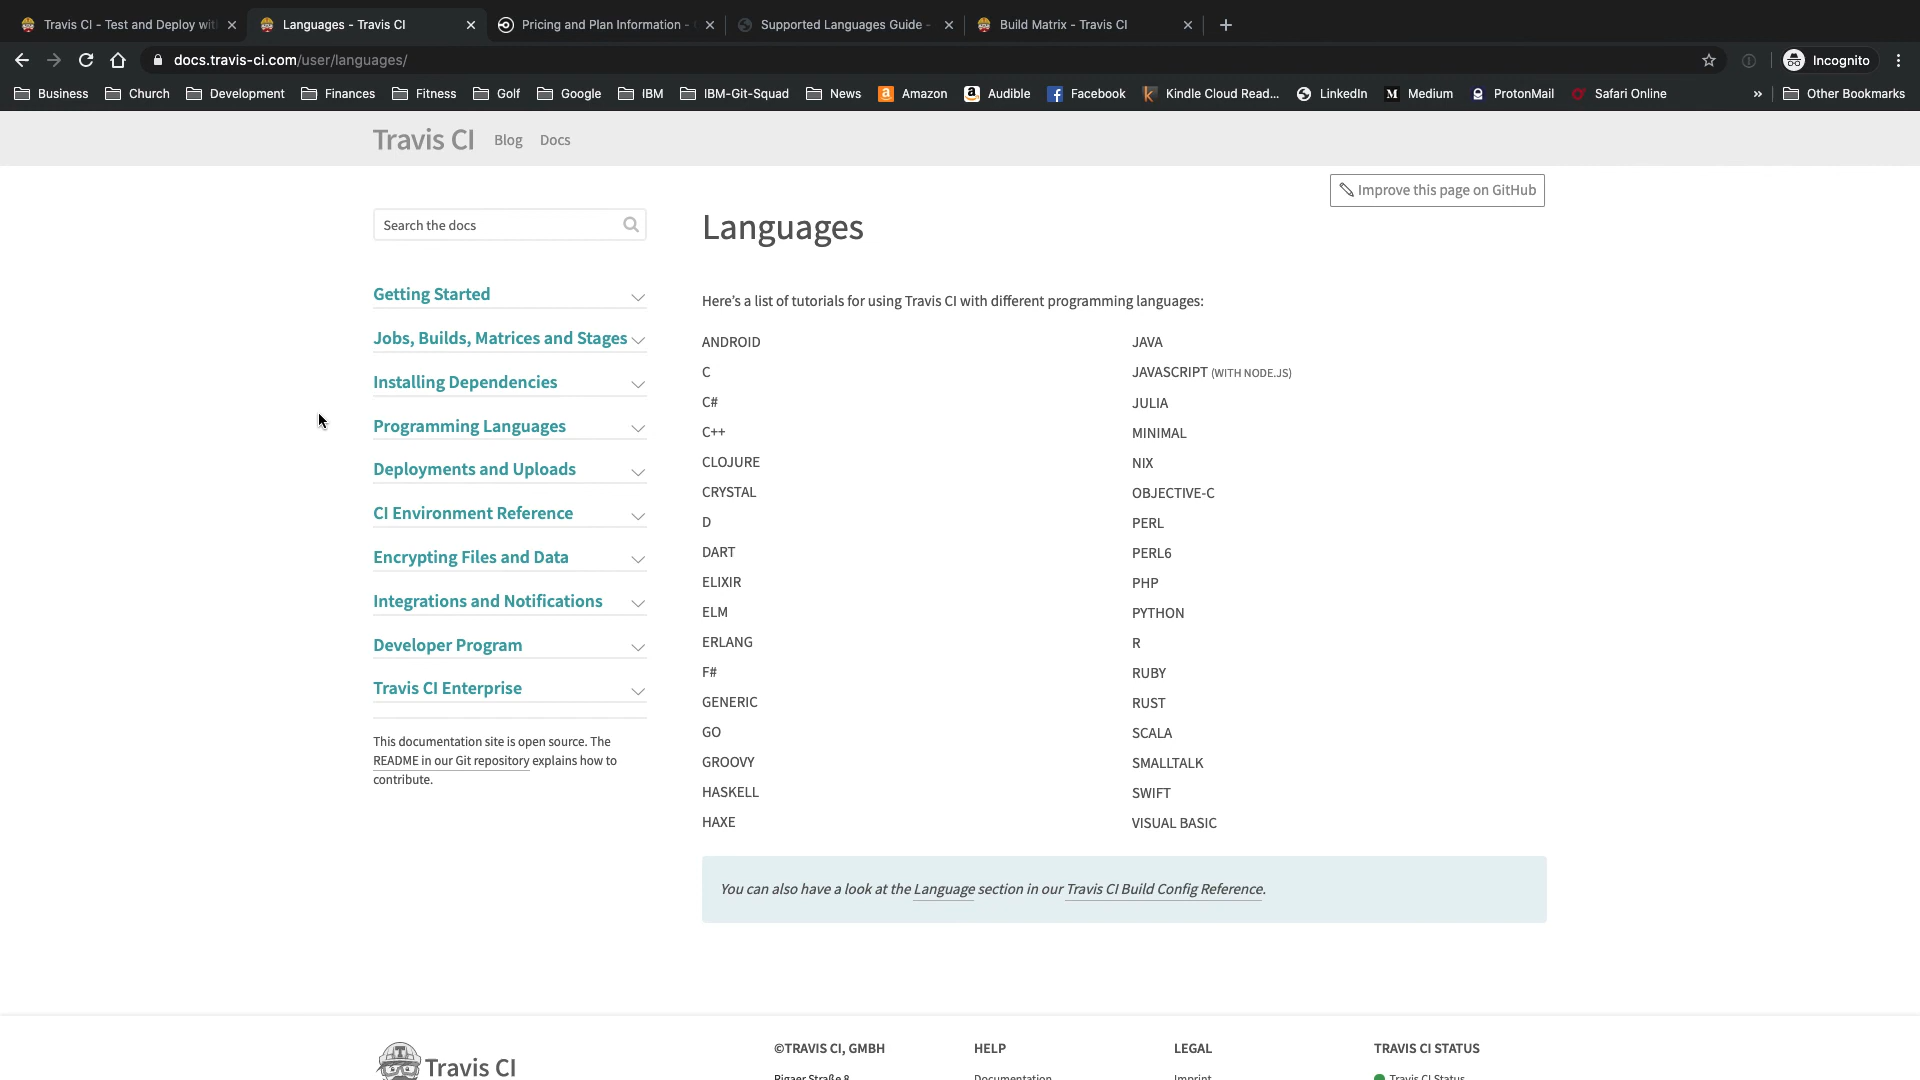 Travis CI - Test and Deploy wit
Languages - Travis CI
Pricing and Plan Information -
Supported Languages Guide -
Build Matrix - Travis CI
docs.travis-ci.com/user/languages/
Incognito
Business
Church
Development
Finances
Fitness
Golf
Google
IBM
IBM-Git-Squad
News
Amazon
Audible
Facebook
Kindle Cloud Read...
LinkedIn
Medium
ProtonMail
Safari Online
»
Other Bookmarks
Travis CI
Blog
Docs
Improve this page on GitHub
Search the docs
Getting Started
Jobs, Builds, Matrices and Stages
Installing Dependencies
Programming Languages
Deployments and Uploads
CI Environment Reference
Encrypting Files and Data
Integrations and Notifications
Developer Program
Travis CI Enterprise
This documentation site is open source. The
README in our Git repository explains how to
contribute.
Languages
Here's a list of tutorials for using Travis CI with different programming languages:
ANDROID
C
C#
C++
CLOJURE
CRYSTAL
D
DART
ELIXIR
ELM
ERLANG
F#
GENERIC
GO
GROOVY
HASKELL
HAXE
JAVA
JAVASCRIPT (WITH NODE.JS)
JULIA
MINIMAL
NIX
OBJECTIVE-C
PERL
PERL6
PHP
PYTHON
R
RUBY
RUST
SCALA
SMALLTALK
SWIFT
VISUAL BASIC
You can also have a look at the Language section in our Travis CI Build Config Reference.
Travis CI
©TRAVIS CI, GMBH
Rigaer Straße 8
HELP
Documentation
LEGAL
Imprint
TRAVIS CI STATUS
Travis CI Status